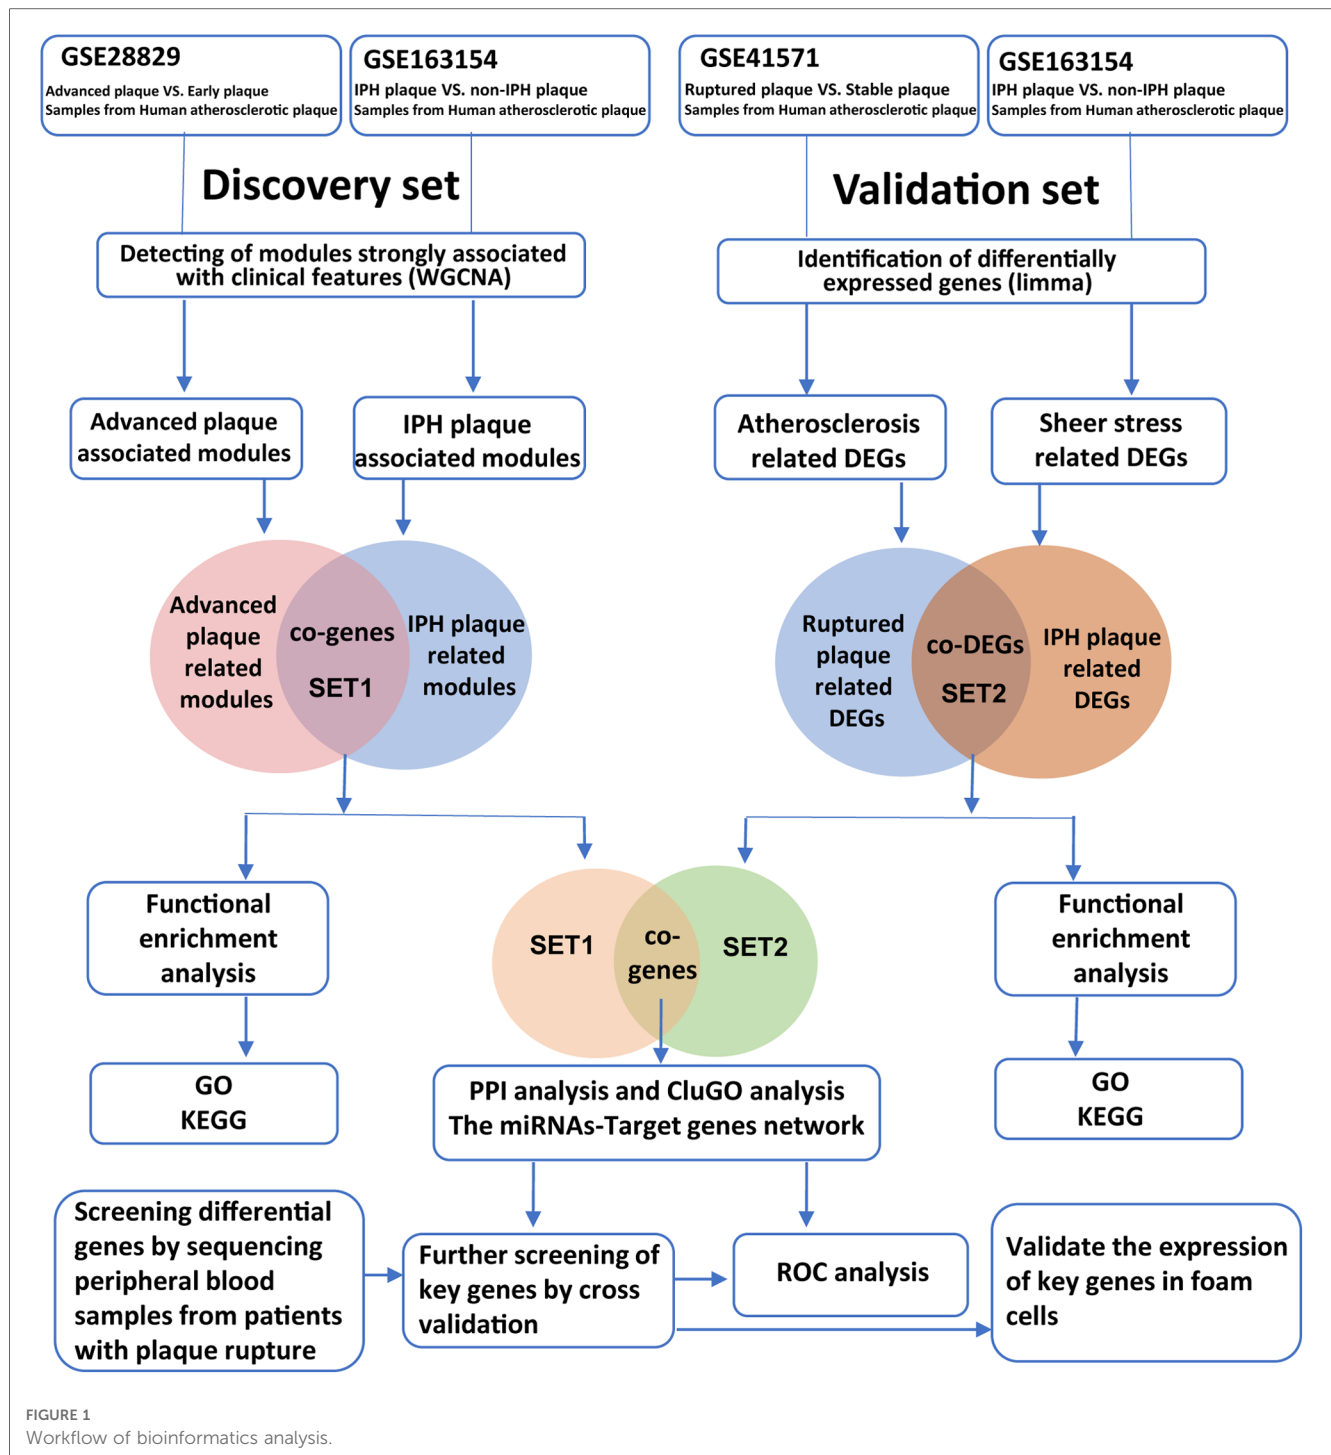 GSE28829
Advanced plaque VS. Early plaque
Samples from Human atherosclerotic plaque
GSE163154
IPH plaque VS. non-IPH plaque
Samples from Human atherosclerotic plaque
GSE41571
Ruptured plaque VS. Stable plaque
Samples from Human atherosclerotic plaque
GSE163154
IPH plaque VS. non-IPH plaque
Samples from Human atherosclerotic plaque
Discovery set
Validation set
Detecting of modules strongly associated
with clinical features (WGCNA)
Identification of differentially
expressed genes (limma)
Advanced plaque
associated modules
IPH plaque
associated modules
Atherosclerosis
related DEGs
Sheer stress
related DEGs
Advanced
plaque
related
modules
co-genes
SET1
IPH plaque
related
modules
Ruptured
plaque
related
DEGs
co-DEGs
SET2
IPH plaque
related
DEGs
Functional
enrichment
analysis
SET1
co-
genes
SET2
Functional
enrichment
analysis
GO
KEGG
PPI analysis and CluGO analysis
The miRNAs-Target genes network
GO
KEGG
Screening differential
genes by sequencing
peripheral blood
samples from patients
with plaque rupture
Further screening of
key genes by cross
validation
ROC analysis
Validate the expression
of key genes in foam
cells
FIGURE 1
Workflow of bioinformatics analysis.